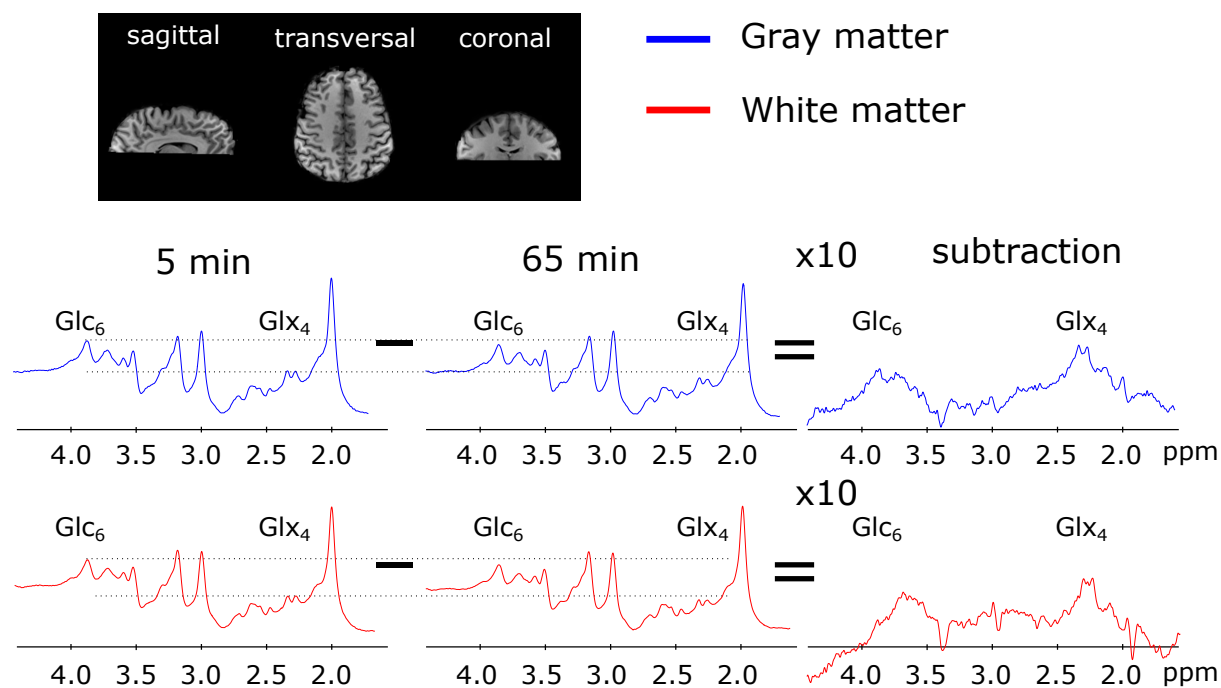 sagittal transversal coronal
Gray matter
White matter
5 min 65 min x10 subtraction
Glc₆ Glx₄ Glc₆ Glx₄ Glc₆ Glx₄
4.0 3.5 3.0 2.5 2.0 4.0 3.5 3.0 2.5 2.0 4.0 3.5 3.0 2.5 2.0 ppm
x10
Glc₆ Glx₄ Glc₆ Glx₄ Glc₆ Glx₄
4.0 3.5 3.0 2.5 2.0 4.0 3.5 3.0 2.5 2.0 4.0 3.5 3.0 2.5 2.0 ppm